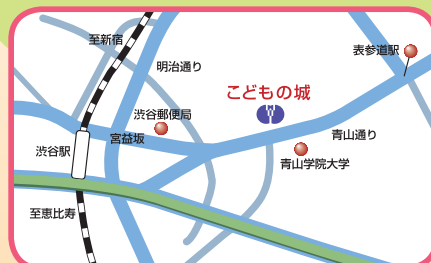 至新宿
明治通り
表参道駅
こどもの城
渋谷郵便局
宮益坂
青山通り
渋谷駅
青山学院大学
至恵比寿